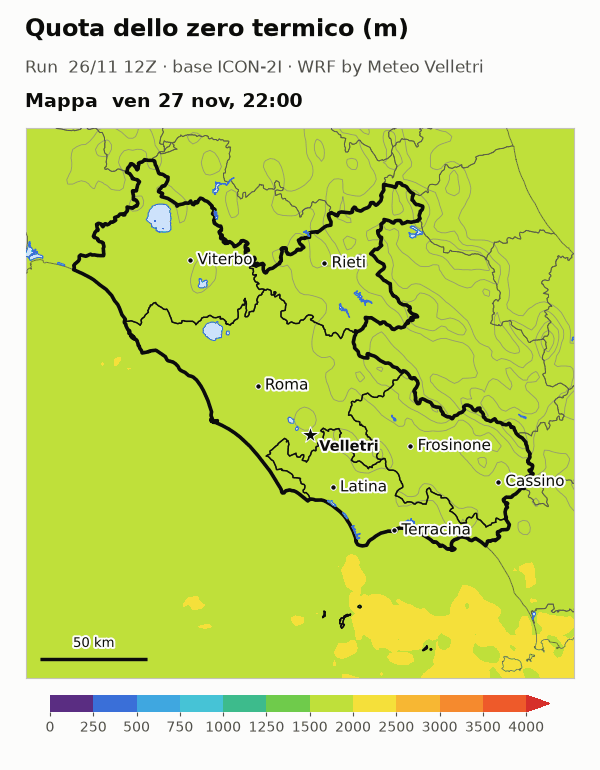 Quota dello zero termico (m)
Run  26/11 12Z · base ICON-2I · WRF by Meteo Velletri
Mappa  ven 27 nov, 22:00
Viterbo
Rieti
Roma
Velletri
Frosinone
Latina
Cassino
Terracina
50 km
0 250 500 750 1000 1250 1500 2000 2500 3000 3500 4000